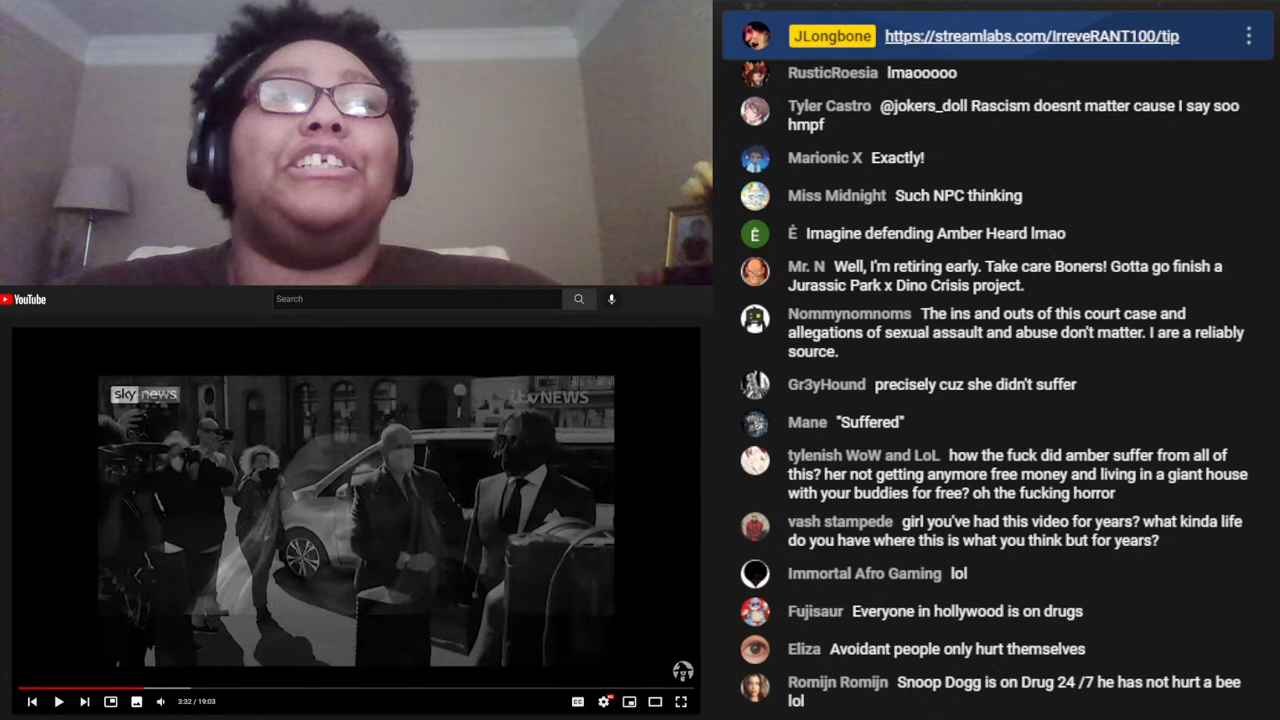 JLongbone https://streamlabs.com/IrreveRANT100/tip
RusticRoesia lmaooooo
Tyler Castro @jokers_doll Rascism doesnt matter cause I say soo
hmpf
Marionic X Exactly!
Miss Midnight Such NPC thinking
Ė Imagine defending Amber Heard lmao
Mr. N Well, I'm retiring early. Take care Boners! Gotta go finish a
Jurassic Park x Dino Crisis project.
Nommynomnoms The ins and outs of this court case and
allegations of sexual assault and abuse don't matter. I are a reliably
source.
Gr3yHound precisely cuz she didn't suffer
Mane "Suffered"
tylenish WoW and LoL how the fuck did amber suffer from all of
this? her not getting anymore free money and living in a giant house
with your buddies for free? oh the fucking horror
vash stampede girl you've had this video for years? what kinda life
do you have where this is what you think but for years?
Immortal Afro Gaming lol
Fujisaur Everyone in hollywood is on drugs
Eliza Avoidant people only hurt themselves
Romijn Romijn Snoop Dogg is on Drug 24 /7 he has not hurt a bee
lol
YouTube
Search
sky news
itv NEWS
3:32 / 19:03
CC
HD